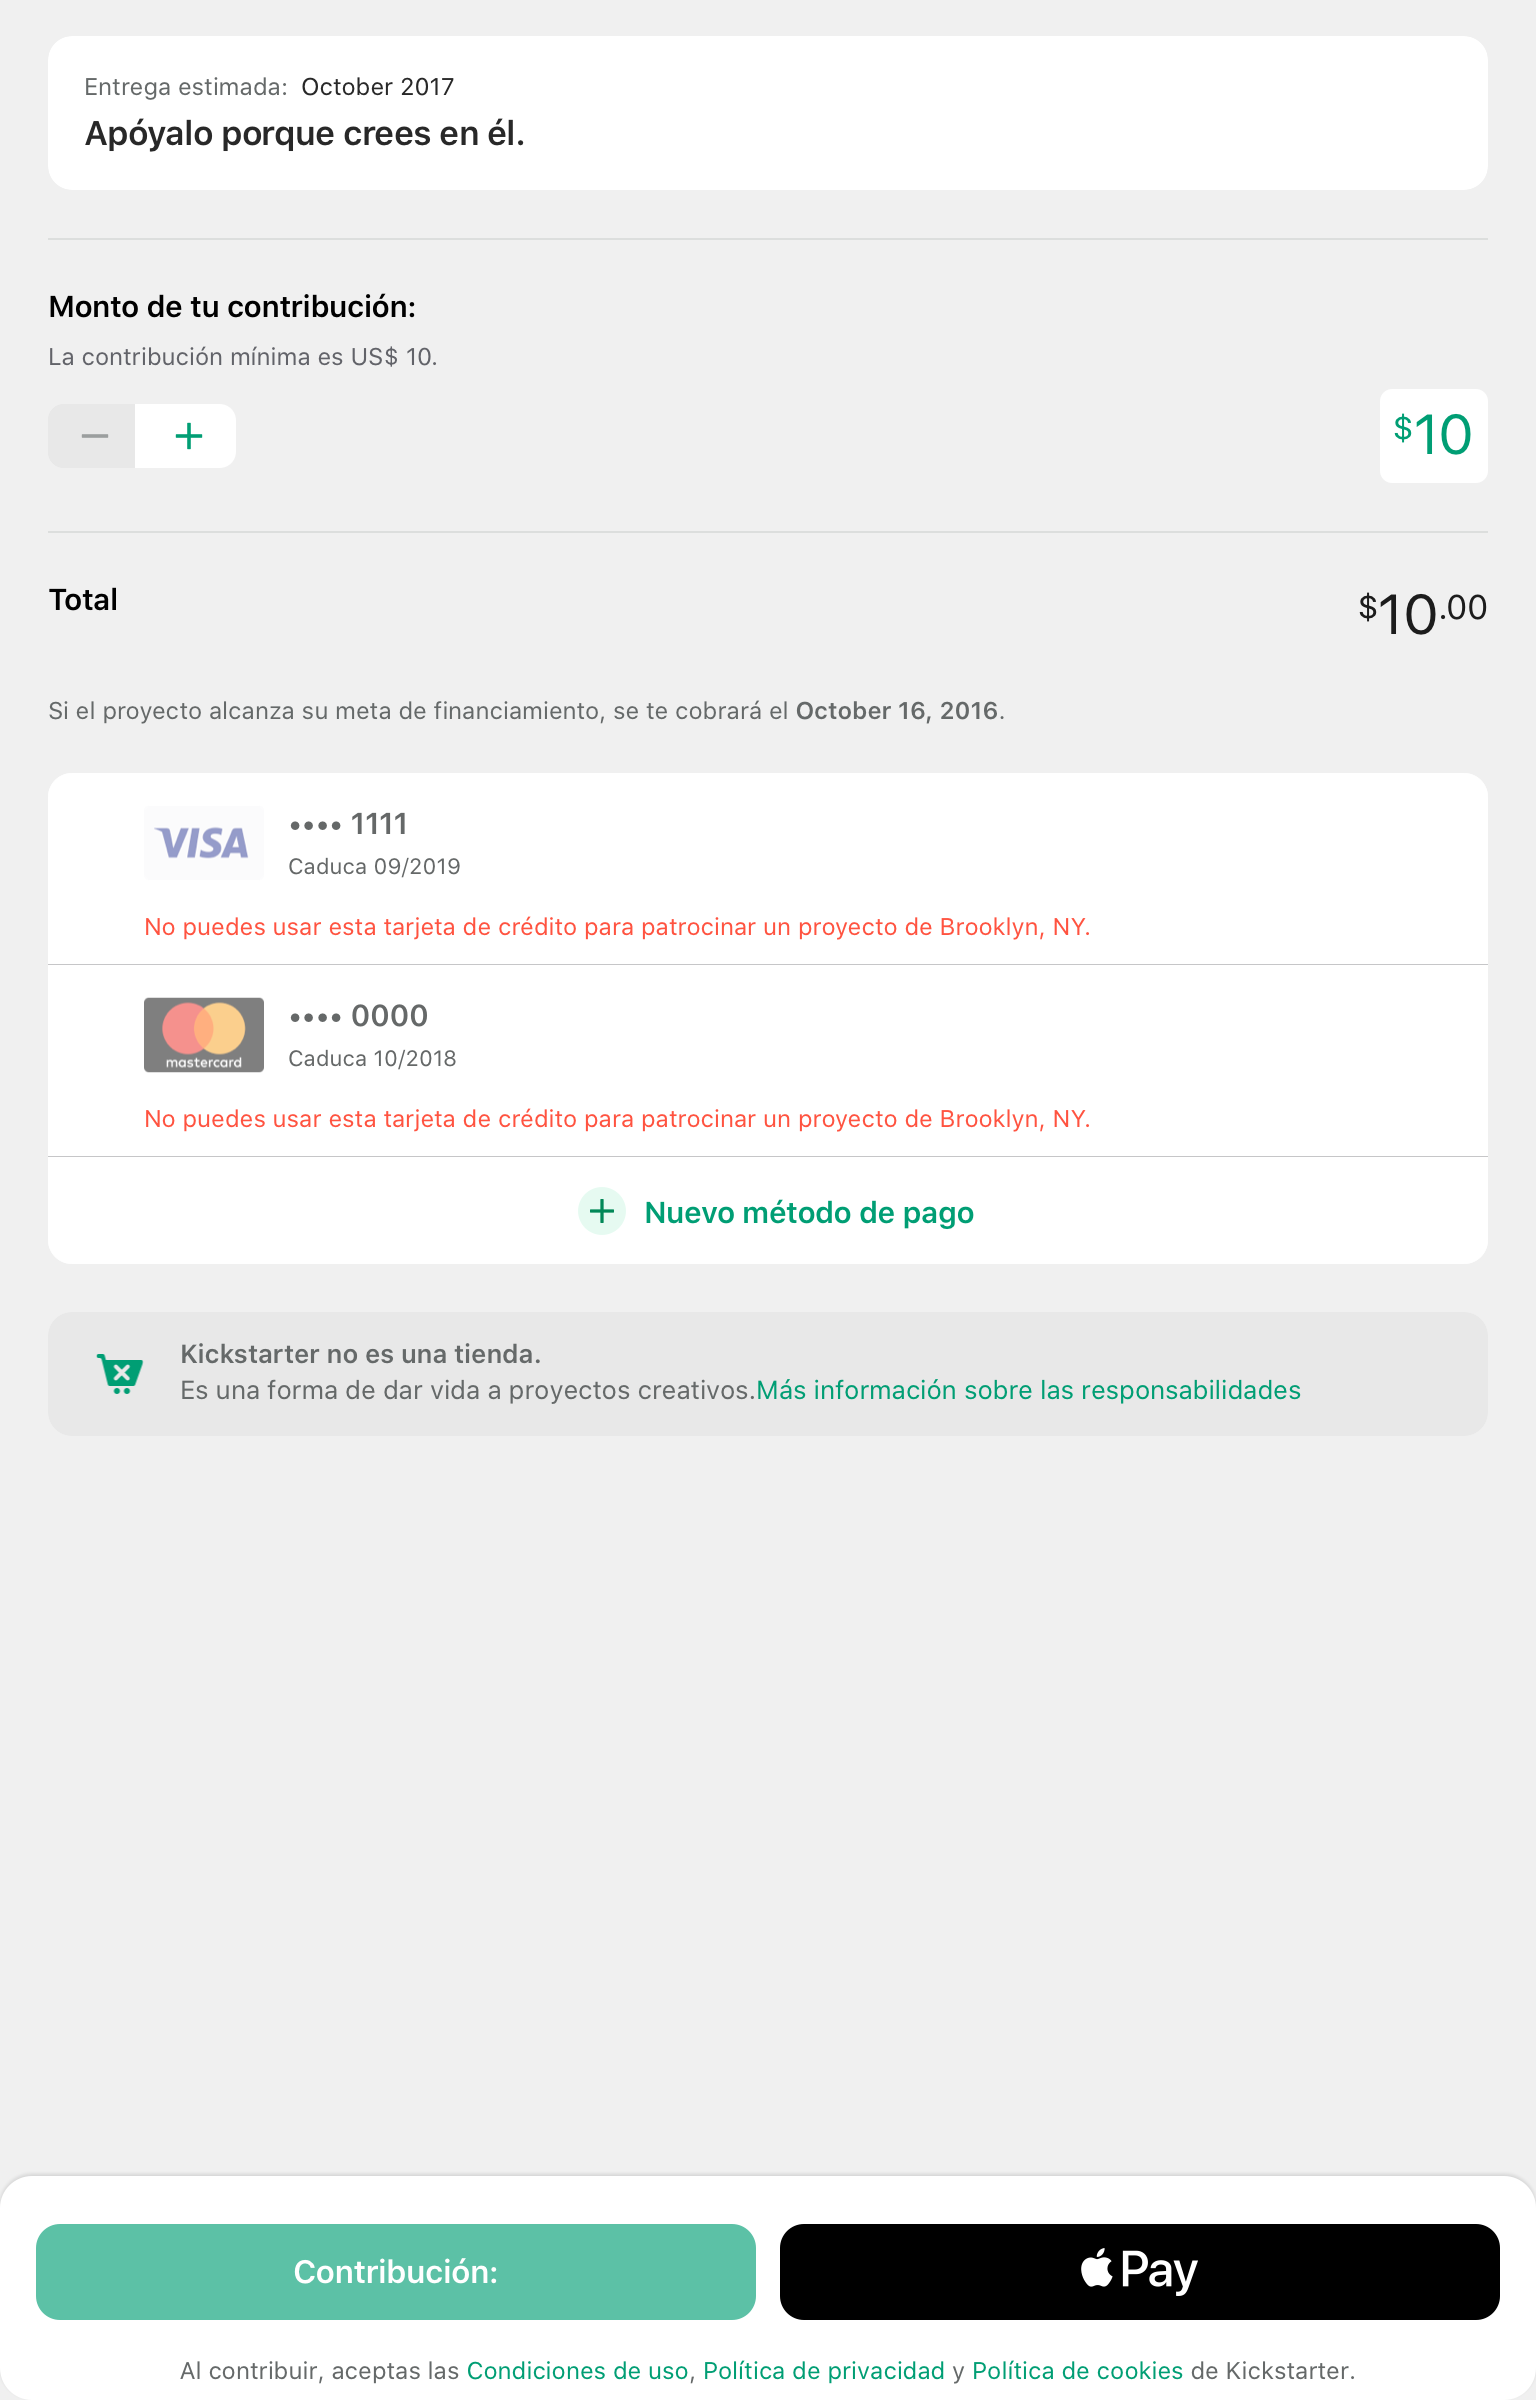 Entrega estimada: October 2017
Apóyalo porque crees en él.
Monto de tu contribución:
La contribución mínima es US$ 10.
$10
Total
$10.00
Si el proyecto alcanza su meta de financiamiento, se te cobrará el October 16, 2016.
VISA
•••• 1111
Caduca 09/2019
No puedes usar esta tarjeta de crédito para patrocinar un proyecto de Brooklyn, NY.
mastercard
•••• 0000
Caduca 10/2018
No puedes usar esta tarjeta de crédito para patrocinar un proyecto de Brooklyn, NY.
Nuevo método de pago
Kickstarter no es una tienda.
Es una forma de dar vida a proyectos creativos.Más información sobre las responsabilidades
Contribución:
Pay
Al contribuir, aceptas las Condiciones de uso, Política de privacidad y Política de cookies de Kickstarter.